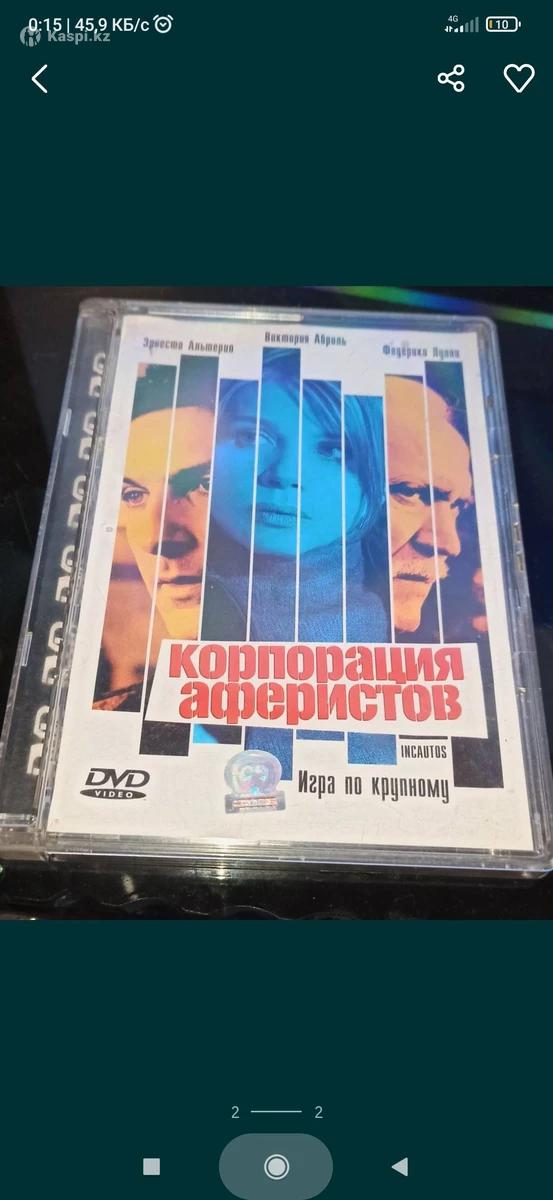 0:15 | 45,9 КБ/с
4G
10
Kaspi.kz
Эрнесто Альтерио
Виктория Абриль
Федерико Луппи
корпорация
аферистов
INCAUTOS
DVD
VIDEO
Игра по крупному
2
2